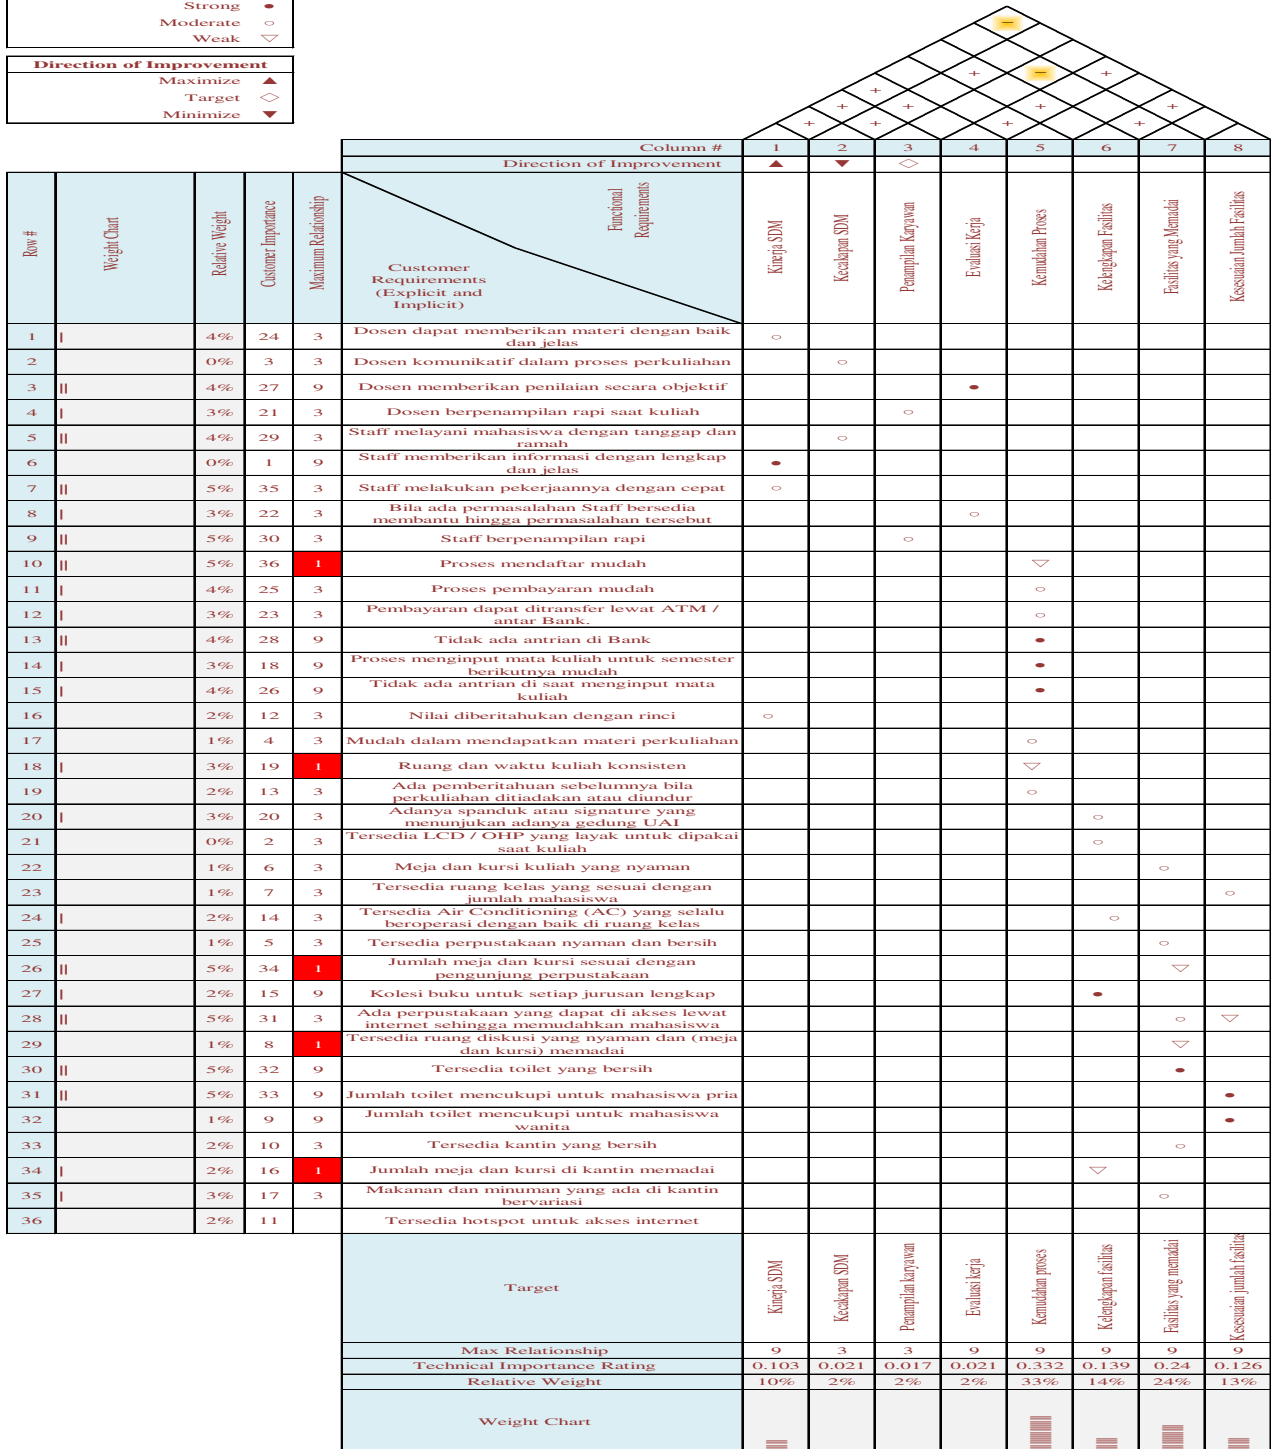 Strong ●
Moderate ○
Weak ▽
Direction of Improvement
Maximize ▲
Target ◇
Minimize ▼
−
+ − +
+ + + +
+ + + + +
Column # 1 2 3 4 5 6 7 8
Direction of Improvement ▲ ▼ ◇
Row #
Weight Chart
Relative Weight
Customer Importance
Maximum Relationship
Functional
Requirements
Customer
Requirements
(Explicit and
Implicit)
Kinerja SDM
Kecakapan SDM
Penampilan Karyawan
Evaluasi Kerja
Kemudahan Proses
Kelengkapan Fasilitas
Fasilitas yang Memadai
Kesesuaian Jumlah Fasilitas
1 | 4% 24 3 Dosen dapat memberikan materi dengan baik
dan jelas ○
2 0% 3 3 Dosen komunikatif dalam proses perkuliahan ○
3 || 4% 27 9 Dosen memberikan penilaian secara objektif ●
4 | 3% 21 3 Dosen berpenampilan rapi saat kuliah ○
5 || 4% 29 3 Staff melayani mahasiswa dengan tanggap dan
ramah ○
6 0% 1 9 Staff memberikan informasi dengan lengkap
dan jelas ●
7 || 5% 35 3 Staff melakukan pekerjaannya dengan cepat ○
8 | 3% 22 3 Bila ada permasalahan Staff bersedia
membantu hingga permasalahan tersebut ○
9 || 5% 30 3 Staff berpenampilan rapi ○
10 || 5% 36 1 Proses mendaftar mudah ▽
11 | 4% 25 3 Proses pembayaran mudah ○
12 | 3% 23 3 Pembayaran dapat ditransfer lewat ATM /
antar Bank. ○
13 || 4% 28 9 Tidak ada antrian di Bank ●
14 | 3% 18 9 Proses menginput mata kuliah untuk semester
berikutnya mudah ●
15 | 4% 26 9 Tidak ada antrian di saat menginput mata
kuliah ●
16 2% 12 3 Nilai diberitahukan dengan rinci ○
17 1% 4 3 Mudah dalam mendapatkan materi perkuliahan ○
18 | 3% 19 1 Ruang dan waktu kuliah konsisten ▽
19 2% 13 3 Ada pemberitahuan sebelumnya bila
perkuliahan ditiadakan atau diundur ○
20 | 3% 20 3 Adanya spanduk atau signature yang
menunjukan adanya gedung UAI ○
21 0% 2 3 Tersedia LCD / OHP yang layak untuk dipakai
saat kuliah ○
22 1% 6 3 Meja dan kursi kuliah yang nyaman ○
23 1% 7 3 Tersedia ruang kelas yang sesuai dengan
jumlah mahasiswa ○
24 | 2% 14 3 Tersedia Air Conditioning (AC) yang selalu
beroperasi dengan baik di ruang kelas ○
25 1% 5 3 Tersedia perpustakaan nyaman dan bersih ○
26 || 5% 34 1 Jumlah meja dan kursi sesuai dengan
pengunjung perpustakaan ▽
27 | 2% 15 9 Kolesi buku untuk setiap jurusan lengkap ●
28 || 5% 31 3 Ada perpustakaan yang dapat di akses lewat
internet sehingga memudahkan mahasiswa ○ ▽
29 1% 8 1 Tersedia ruang diskusi yang nyaman dan (meja
dan kursi) memadai ▽
30 || 5% 32 9 Tersedia toilet yang bersih ●
31 || 5% 33 9 Jumlah toilet mencukupi untuk mahasiswa pria ●
32 1% 9 9 Jumlah toilet mencukupi untuk mahasiswa
wanita ●
33 2% 10 3 Tersedia kantin yang bersih ○
34 | 2% 16 1 Jumlah meja dan kursi di kantin memadai ▽
35 | 3% 17 3 Makanan dan minuman yang ada di kantin
bervariasi ○
36 2% 11 Tersedia hotspot untuk akses internet
Target
Kinerja SDM
Kecakapan SDM
Penampilan karyawan
Evaluasi kerja
Kemudahan proses
Kelengkapan fasilitas
Fasilitas yang memadai
Kesesuaian jumlah fasilitas
Max Relationship 9 3 3 9 9 9 9 9
Technical Importance Rating 0.103 0.021 0.017 0.021 0.332 0.139 0.24 0.126
Relative Weight 10% 2% 2% 2% 33% 14% 24% 13%
Weight Chart